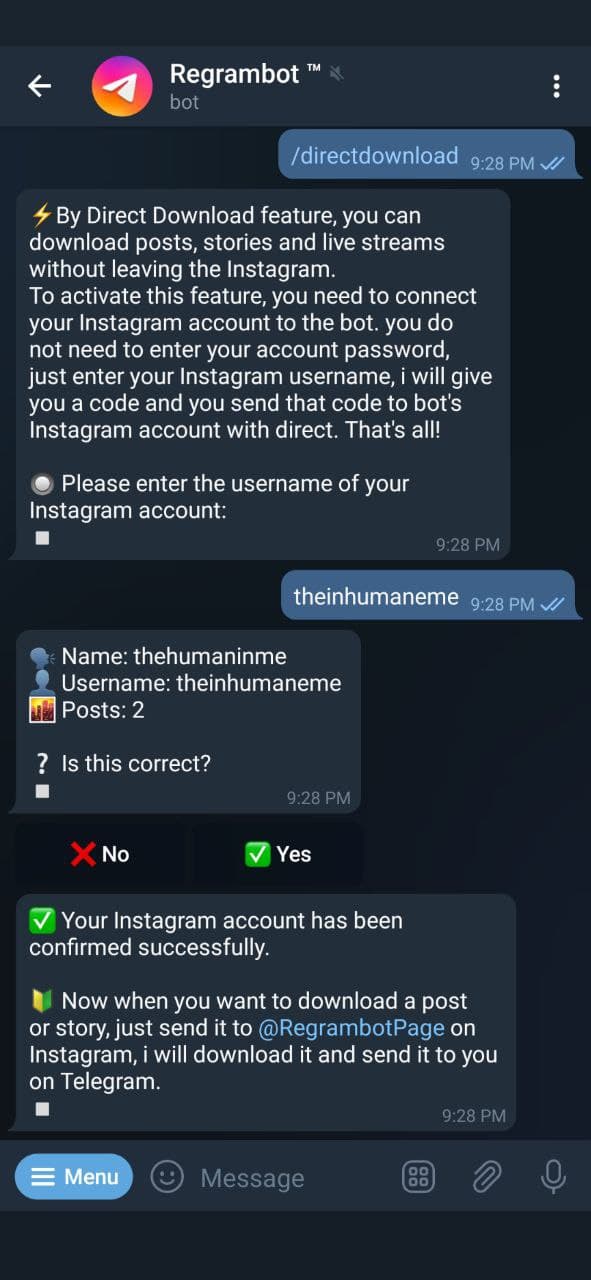 Regrambot ™
bot
/directdownload 9:28 PM
⚡By Direct Download feature, you can
download posts, stories and live streams
without leaving the Instagram.
To activate this feature, you need to connect
your Instagram account to the bot. you do
not need to enter your account password,
just enter your Instagram username, i will give
you a code and you send that code to bot's
Instagram account with direct. That's all!
🔘 Please enter the username of your
Instagram account:
9:28 PM
theinhumaneme 9:28 PM
🗣 Name: thehumaninme
👤 Username: theinhumaneme
🌇 Posts: 2
❔ Is this correct?
9:28 PM
❌ No
✅ Yes
✅ Your Instagram account has been
confirmed successfully.
🔰 Now when you want to download a post
or story, just send it to @RegrambotPage on
Instagram, i will download it and send it to you
on Telegram.
9:28 PM
Menu
Message